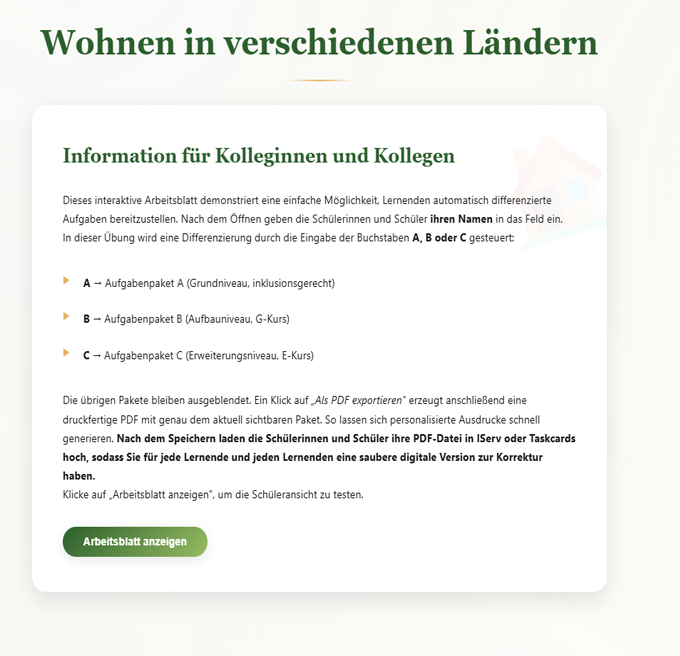 Wohnen in verschiedenen Ländern
Information für Kolleginnen und Kollegen
Dieses interaktive Arbeitsblatt demonstriert eine einfache Möglichkeit, Lernenden automatisch differenzierte
Aufgaben bereitzustellen. Nach dem Öffnen geben die Schülerinnen und Schüler ihren Namen in das Feld ein.
In dieser Übung wird eine Differenzierung durch die Eingabe der Buchstaben A, B oder C gesteuert:
A → Aufgabenpaket A (Grundniveau, inklusionsgerecht)
B → Aufgabenpaket B (Aufbauniveau, G-Kurs)
C → Aufgabenpaket C (Erweiterungsniveau, E-Kurs)
Die übrigen Pakete bleiben ausgeblendet. Ein Klick auf „Als PDF exportieren" erzeugt anschließend eine
druckfertige PDF mit genau dem aktuell sichtbaren Paket. So lassen sich personalisierte Ausdrucke schnell
generieren. Nach dem Speichern laden die Schülerinnen und Schüler ihre PDF-Datei in IServ oder Taskcards
hoch, sodass Sie für jede Lernende und jeden Lernenden eine saubere digitale Version zur Korrektur
haben.
Klicke auf „Arbeitsblatt anzeigen", um die Schüleransicht zu testen.
Arbeitsblatt anzeigen